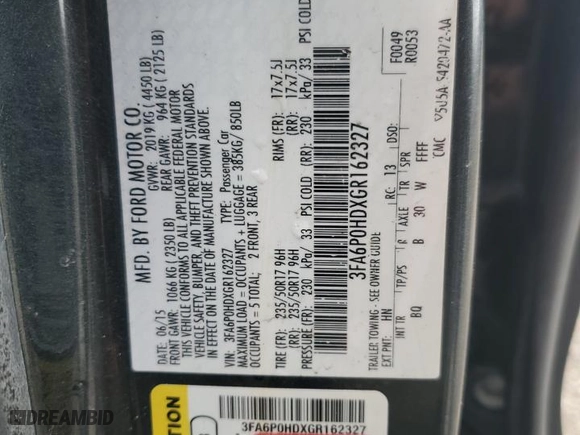 MFD. BY FORD MOTOR CO.
DATE: 06/15
GVWR: 2019 KG ( 4450 LB)
FRONT GAWR: 1066 KG (2350 LB)
REAR GAWR: 964 KG ( 2125 LB)
THIS VEHICLE CONFORMS TO ALL APPLICABLE FEDERAL MOTOR
VEHICLE SAFETY, BUMPER, AND THEFT PREVENTION STANDARDS
IN EFFECT ON THE DATE OF MANUFACTURE SHOWN ABOVE.
VIN: 3FA6P0HDXGR162327 TYPE: Passenger Car
MAXIMUM LOAD = OCCUPANTS + LUGGAGE = 385KG/ 850LB
OCCUPANTS = 5 TOTAL; 2 FRONT, 3 REAR
TIRE (FR): 235/50R17 96H RIMS (FR): 17x7.5J
(RR): 235/50R17 96H (RR): 17x7.5J
PRESSURE (FR): 230 kPa/ 33 PSI COLD (RR): 230 kPa/ 33 PSI COLD
3FA6P0HDXGR162327
F0049
R0053
TRAILER TOWING - SEE OWNER GUIDE
EXT PNT: HN RC: 13 DSO:
INT TR TP/PS R AXLE TR SPR
BQ B 30 W FFFF
CMC
3FA6P0HDXGR162327
DREAMBID